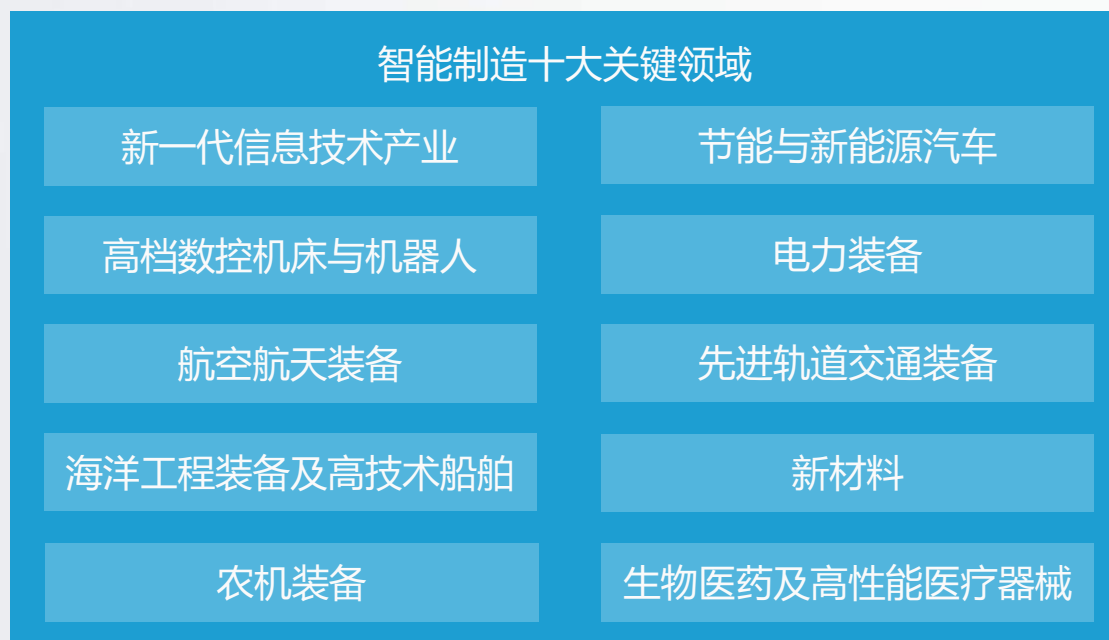 智能制造十大关键领域
新一代信息技术产业
节能与新能源汽车
高档数控机床与机器人
电力装备
航空航天装备
先进轨道交通装备
海洋工程装备及高技术船舶
新材料
农机装备
生物医药及高性能医疗器械